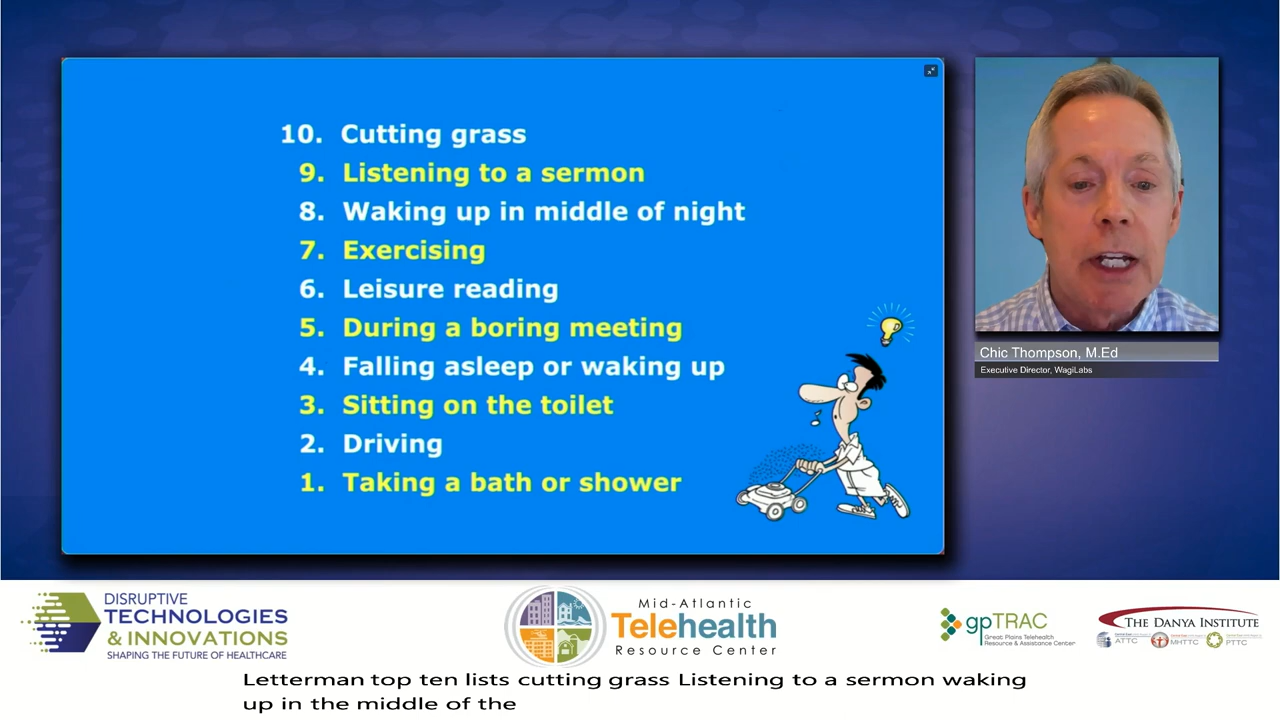 10. Cutting grass
9. Listening to a sermon
8. Waking up in middle of night
7. Exercising
6. Leisure reading
5. During a boring meeting
4. Falling asleep or waking up
3. Sitting on the toilet
2. Driving
1. Taking a bath or shower
Chic Thompson, M.Ed
Executive Director, WagiLabs
DISRUPTIVE
TECHNOLOGIES
& INNOVATIONS
SHAPING THE FUTURE OF HEALTHCARE
Mid-Atlantic
Telehealth
Resource Center
gpTRAC
Great Plains Telehealth
Resource & Assistance Center
THE DANYA INSTITUTE
ATTC
MHTTC
PTTC
Letterman top ten lists cutting grass Listening to a sermon waking
up in the middle of the